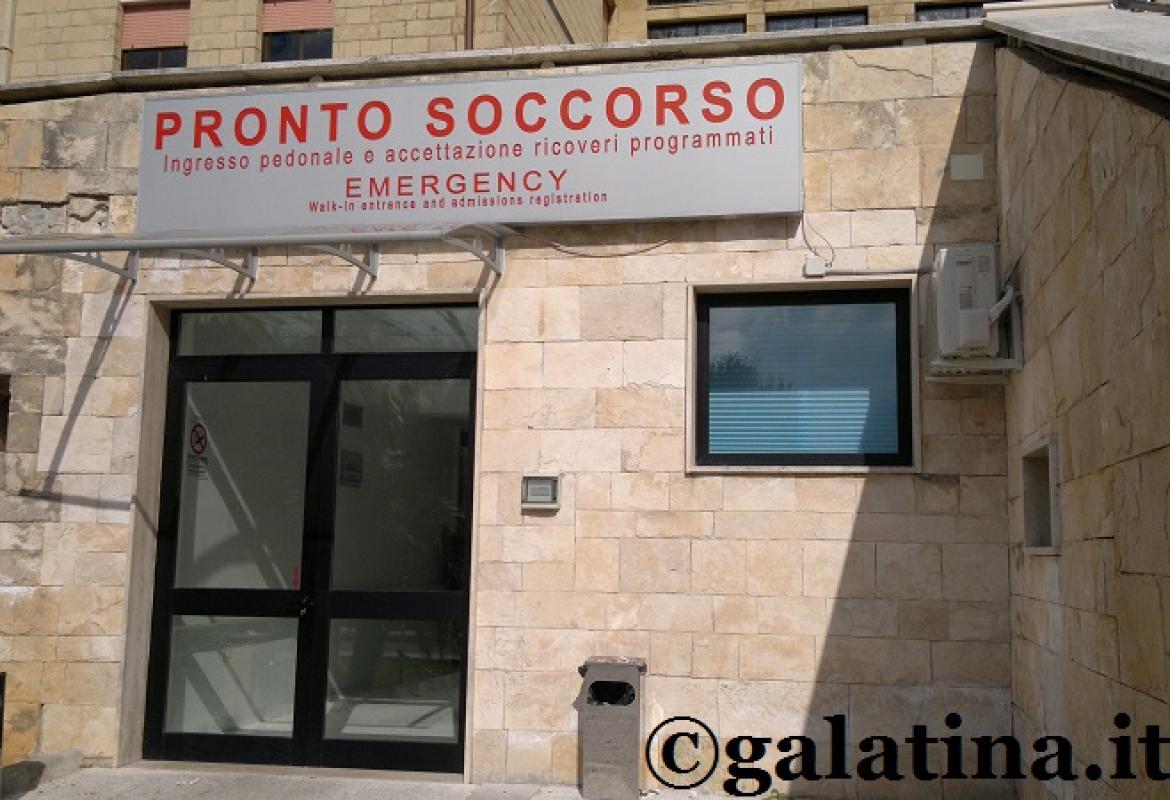 PRONTO SOCCORSO
Ingresso pedonale e accettazione ricoveri programmati
EMERGENCY
Walk-in entrance and admissions registration
©galatina.it